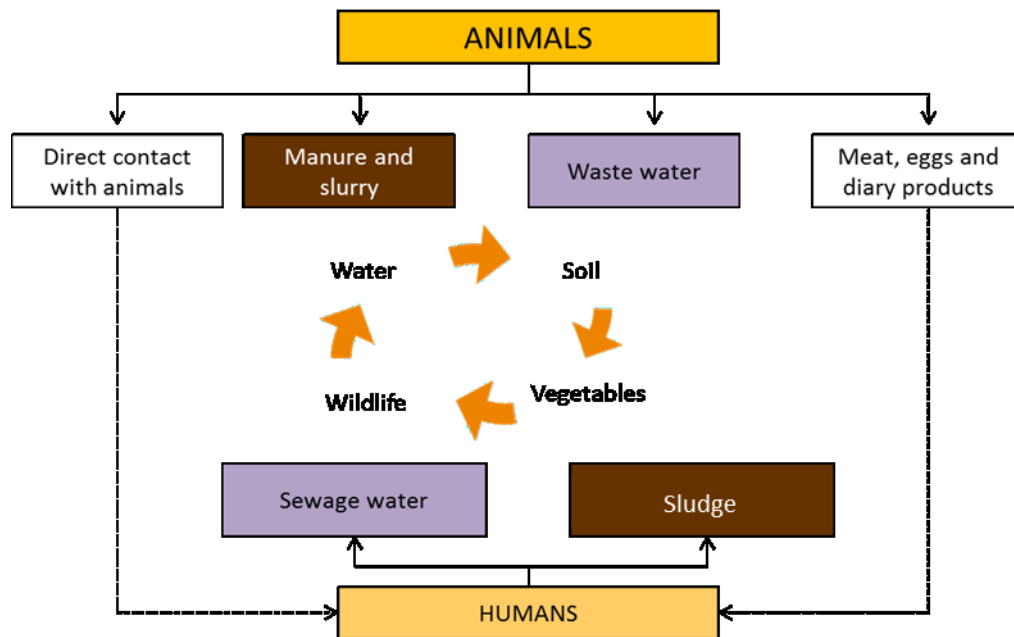 ANIMALS
Direct contact
with animals
Manure and
slurry
Waste water
Meat, eggs and
diary products
Water
Soil
Wildlife
Vegetables
Sewage water
Sludge
HUMANS